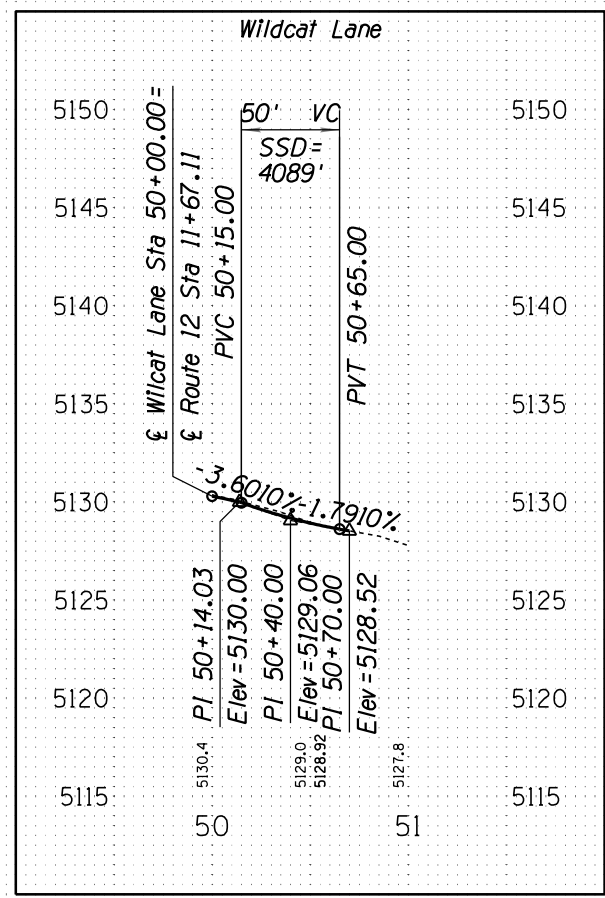 Wildcat Lane
5150
5150
50' VC
SSD=
4089'
℄ Wilcat Lane Sta 50+00.00=
℄ Route 12 Sta 11+67.11
PVC 50+15.00
PVT 50+65.00
5145
5145
5140
5140
5135
5135
5130
5130
-3.6010%
-1.7910%
5125
5125
PI 50+14.03
Elev=5130.00
PI 50+40.00
Elev=5129.06
PI 50+70.00
Elev=5128.52
5120
5120
5130.4
5129.0
5128.92
5127.8
5115
5115
50
51